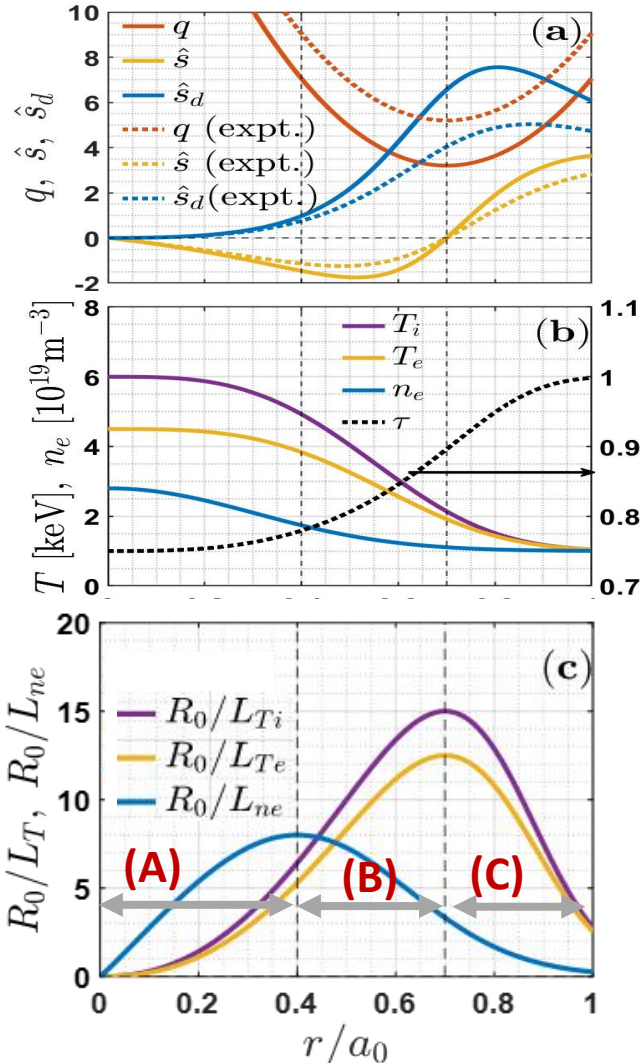 10
8
6
4
2
0
-2
q, ŝ, ŝ_d
q
ŝ
ŝ_d
q (expt.)
ŝ (expt.)
ŝ_d(expt.)
(a)
8
6
4
2
0
T [keV], n_e [10^19 m^−3]
T_i
T_e
n_e
τ
(b)
1.1
1
0.9
0.8
0.7
20
15
10
5
0
R_0/L_T, R_0/L_ne
R_0/L_Ti
R_0/L_Te
R_0/L_ne
(c)
(A)
(B)
(C)
0 0.2 0.4 0.6 0.8 1
r/a_0